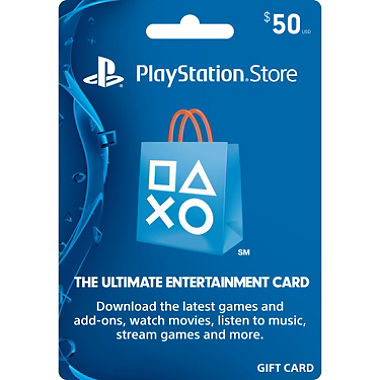 $50 USD
PlayStation.Store
SM
THE ULTIMATE ENTERTAINMENT CARD
Download the latest games and
add-ons, watch movies, listen to music,
stream games and more.
GIFT CARD